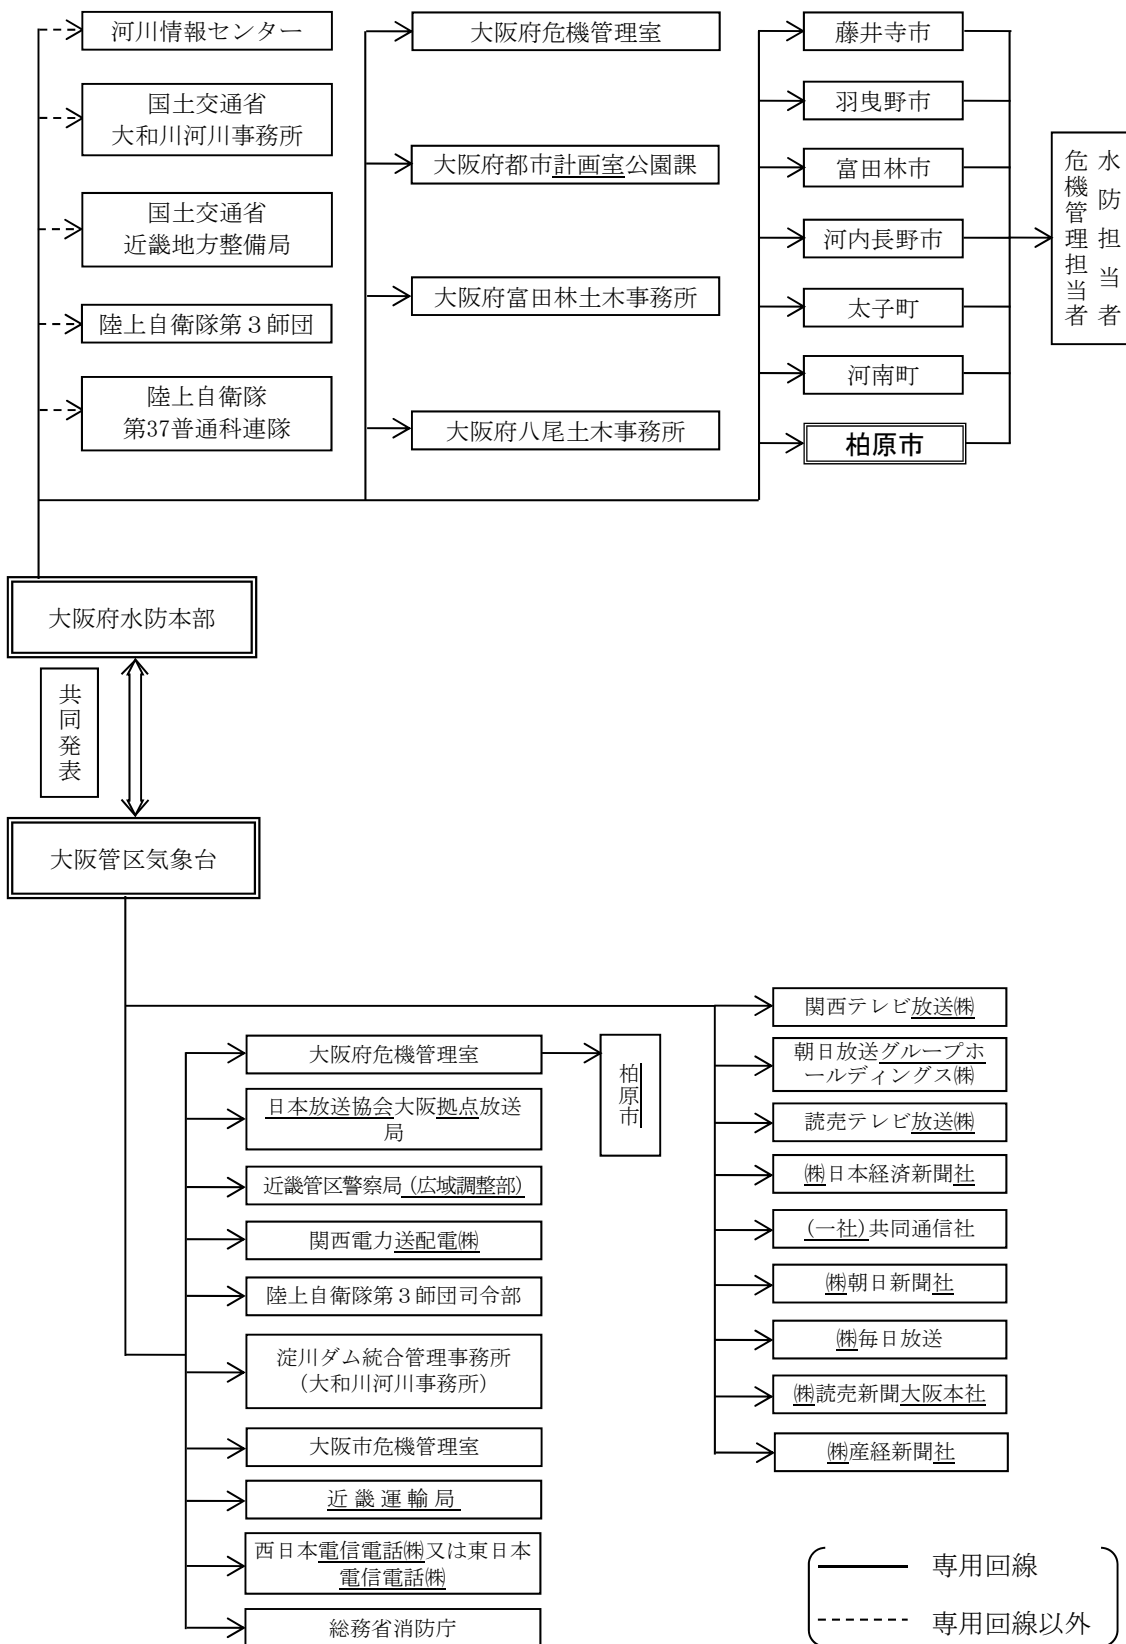 河川情報センター
国土交通省
大和川河川事務所
国土交通省
近畿地方整備局
陸上自衛隊第３師団
陸上自衛隊
第37普通科連隊
大阪府危機管理室
大阪府都市計画室公園課
大阪府富田林土木事務所
大阪府八尾土木事務所
藤井寺市
羽曳野市
富田林市
河内長野市
太子町
河南町
柏原市
水防担当者
危機管理担当者
大阪府水防本部
共同発表
大阪管区気象台
大阪府危機管理室
柏原市
日本放送協会大阪拠点放送
局
近畿管区警察局(広域調整部)
関西電力送配電㈱
陸上自衛隊第３師団司令部
淀川ダム統合管理事務所
（大和川河川事務所）
大阪市危機管理室
近畿運輸局
西日本電信電話㈱又は東日本
電信電話㈱
総務省消防庁
関西テレビ放送㈱
朝日放送グループホ
ールディングス㈱
読売テレビ放送㈱
㈱日本経済新聞社
(一社)共同通信社
㈱朝日新聞社
㈱毎日放送
㈱読売新聞大阪本社
㈱産経新聞社
専用回線
専用回線以外